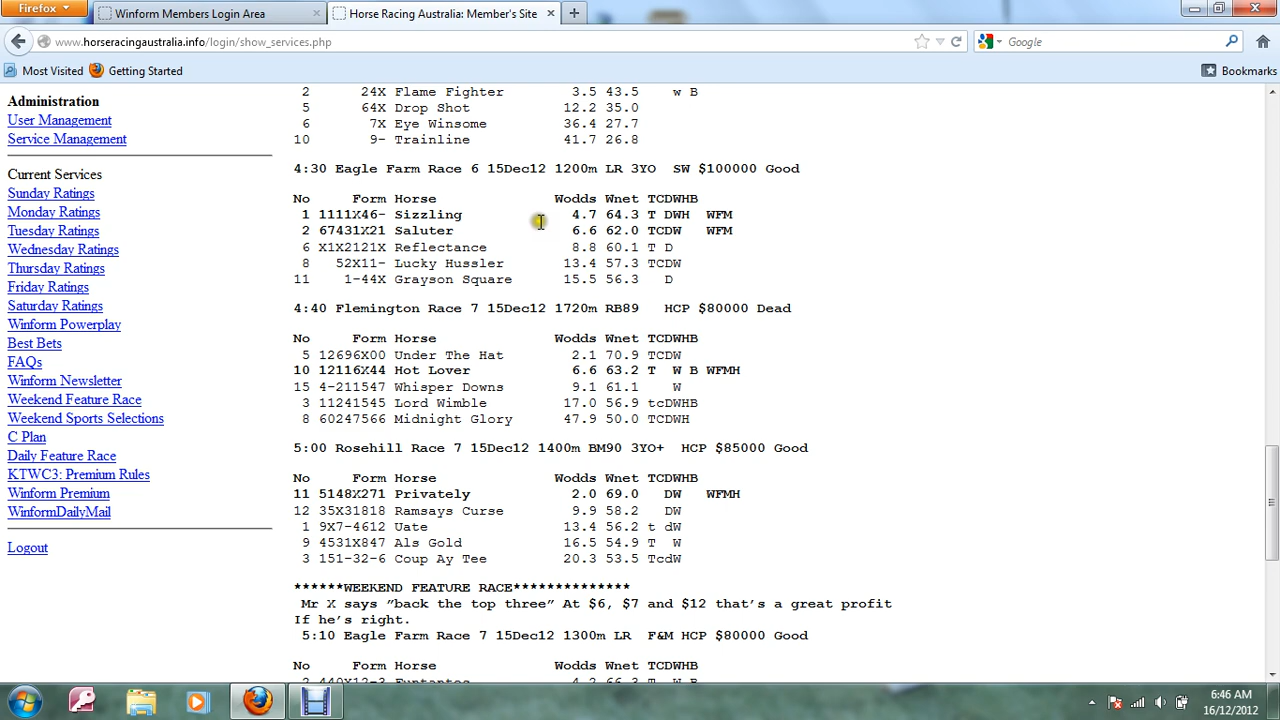 Firefox
Winform Members Login Area
Horse Racing Australia: Member's Site
www.horseracingaustralia.info/login/show_services.php
Google
Most Visited
Getting Started
Bookmarks
Administration
User Management
Service Management
Current Services
Sunday Ratings
Monday Ratings
Tuesday Ratings
Wednesday Ratings
Thursday Ratings
Friday Ratings
Saturday Ratings
Winform Powerplay
Best Bets
FAQs
Winform Newsletter
Weekend Feature Race
Weekend Sports Selections
C Plan
Daily Feature Race
KTWC3: Premium Rules
Winform Premium
WinformDailyMail
Logout
2 24X Flame Fighter 3.5 43.5 w B
5 64X Drop Shot 12.2 35.0
6 7X Eye Winsome 36.4 27.7
10 9- Trainline 41.7 26.8
4:30 Eagle Farm Race 6 15Dec12 1200m LR 3YO SW $100000 Good
No Form Horse Wodds Wnet TCDWHB
1 1111X46- Sizzling 4.7 64.3 T DWH WFM
2 67431X21 Saluter 6.6 62.0 TCDW WFM
6 X1X2121X Reflectance 8.8 60.1 T D
8 52X11- Lucky Hussler 13.4 57.3 TCDW
11 1-44X Grayson Square 15.5 56.3 D
4:40 Flemington Race 7 15Dec12 1720m RB89 HCP $80000 Dead
No Form Horse Wodds Wnet TCDWHB
5 12696X00 Under The Hat 2.1 70.9 TCDW
10 12116X44 Hot Lover 6.6 63.2 T W B WFMH
15 4-211547 Whisper Downs 9.1 61.1 W
3 11241545 Lord Wimble 17.0 56.9 tcDWHB
8 60247566 Midnight Glory 47.9 50.0 TCDWH
5:00 Rosehill Race 7 15Dec12 1400m BM90 3YO+ HCP $85000 Good
No Form Horse Wodds Wnet TCDWHB
11 5148X271 Privately 2.0 69.0 DW WFMH
12 35X31818 Ramsays Curse 9.9 58.2 DW
1 9X7-4612 Uate 13.4 56.2 t dW
9 4531X847 Als Gold 16.5 54.9 T W
3 151-32-6 Coup Ay Tee 20.3 53.5 TcdW
******WEEKEND FEATURE RACE**************
Mr X says "back the top three" At $6, $7 and $12 that's a great profit
If he's right.
5:10 Eagle Farm Race 7 15Dec12 1300m LR F&M HCP $80000 Good
No Form Horse Wodds Wnet TCDWHB
6:46 AM
16/12/2012